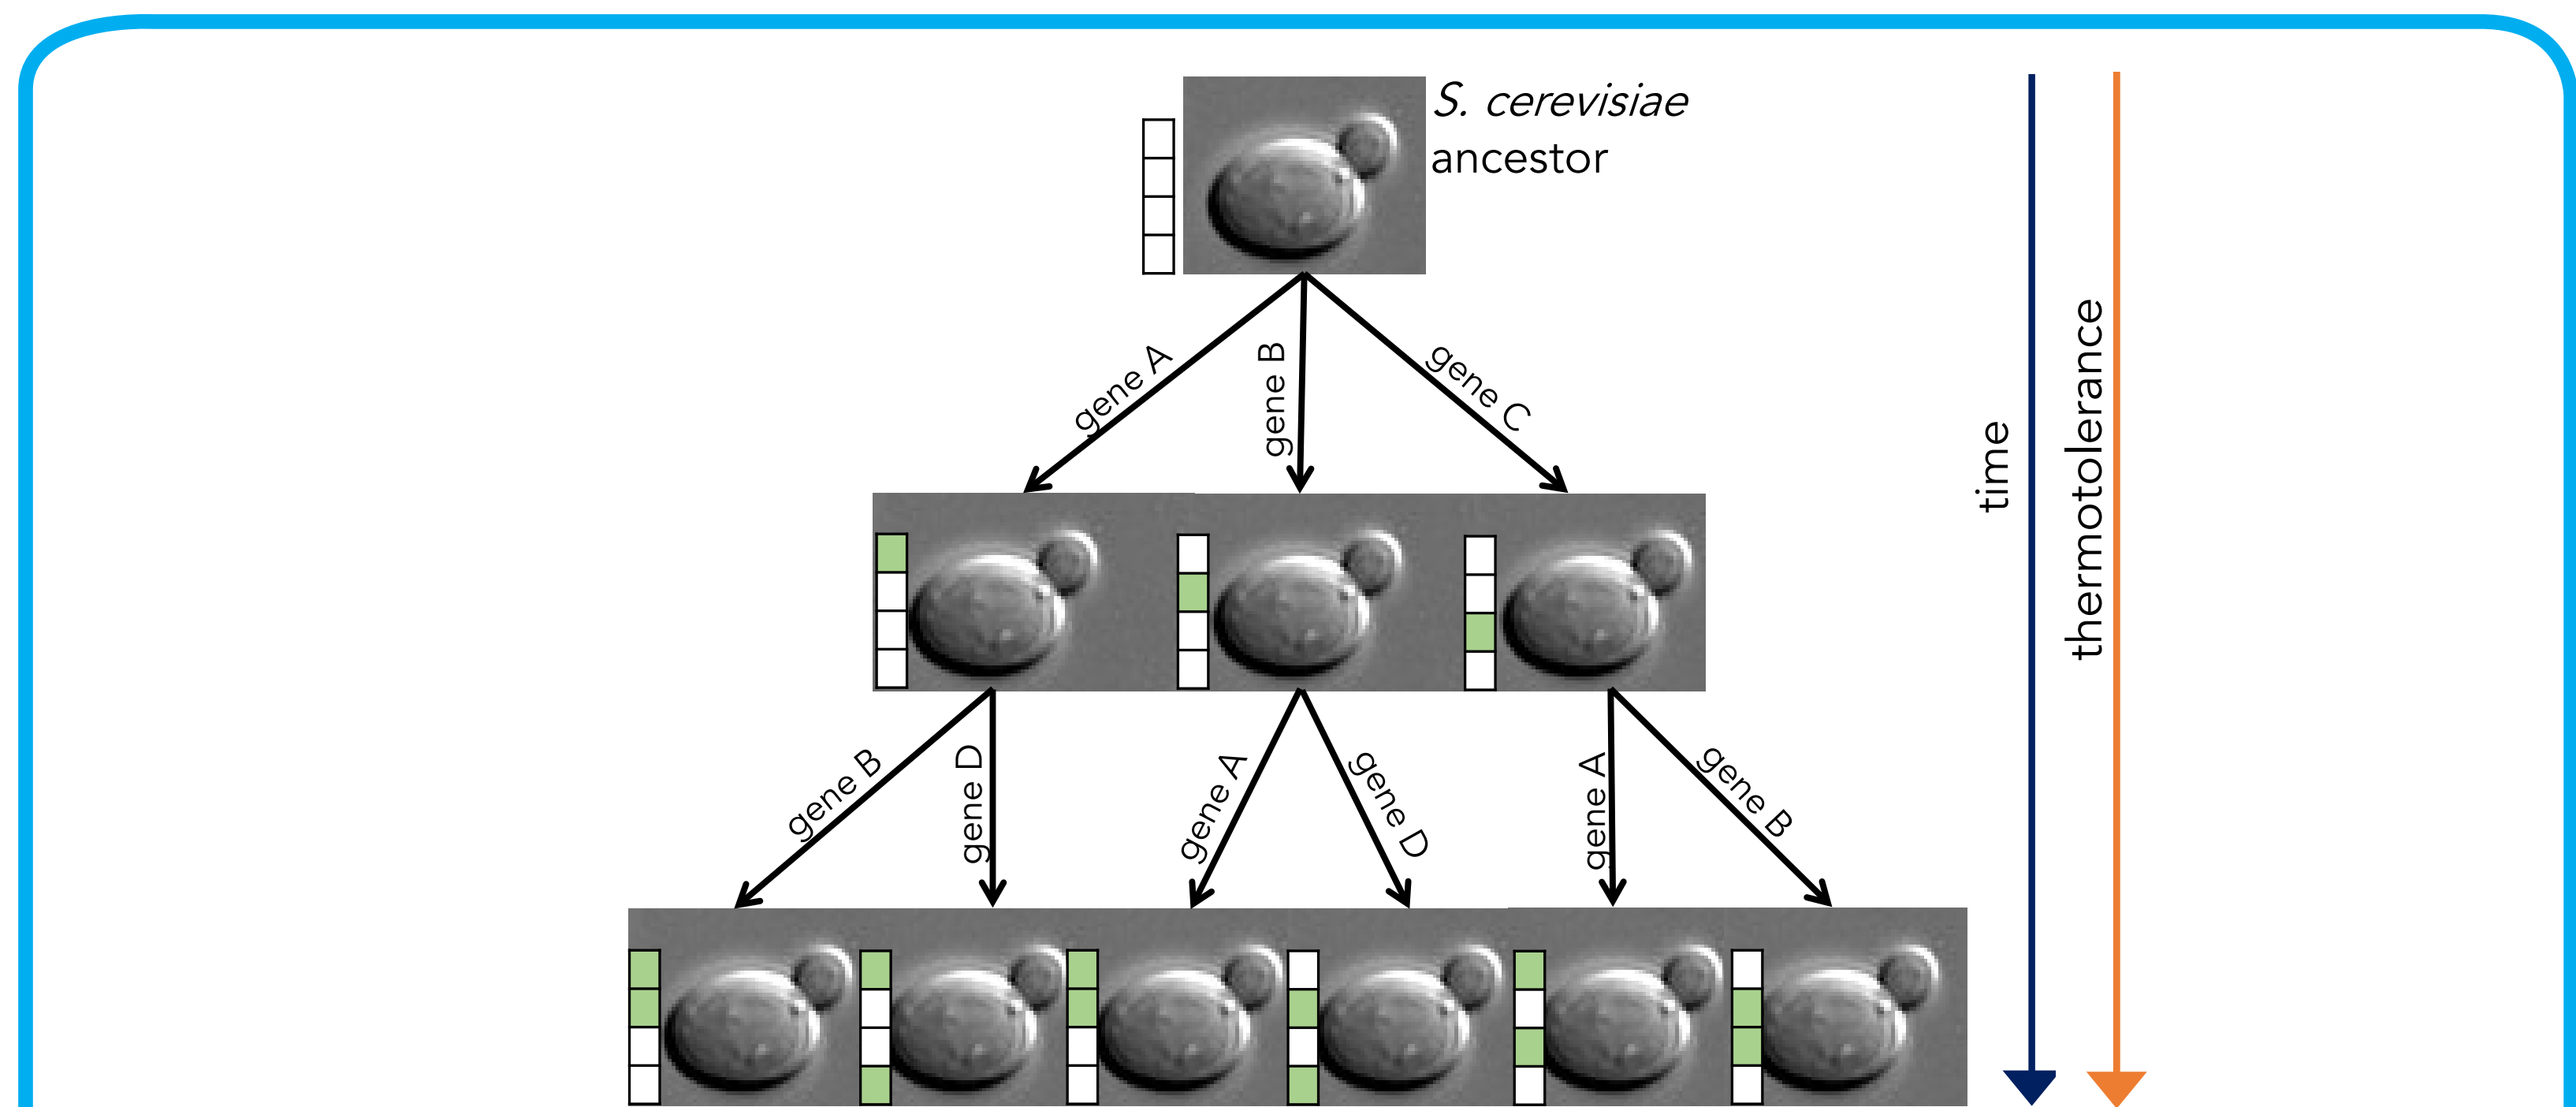 S. cerevisiae
ancestor
gene A
gene B
gene C
time
thermotolerance
gene B
gene D
gene A
gene D
gene A
gene B